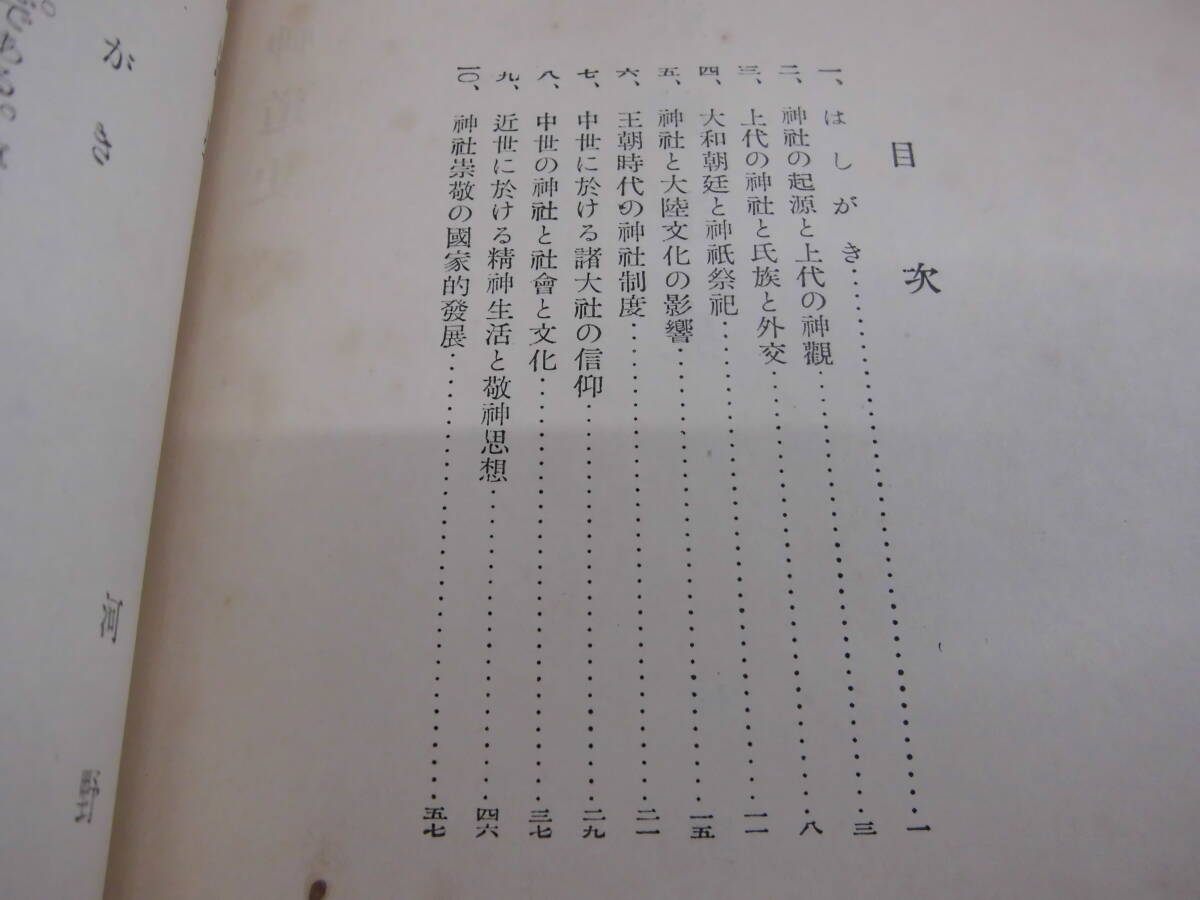 目次
一、はしがき……一
二、神社の起源と上代の神觀……三
三、上代の神社と氏族と外交……八
四、大和朝廷と神祇祭祀……一一
五、神社と大陸文化の影響……一五
六、王朝時代の神社制度……二一
七、中世に於ける諸大社の信仰……二九
八、中世の神社と社會と文化……三七
九、近世に於ける精神生活と敬神思想……四六
一〇、神社崇敬の國家的發展……五七
がき
河野